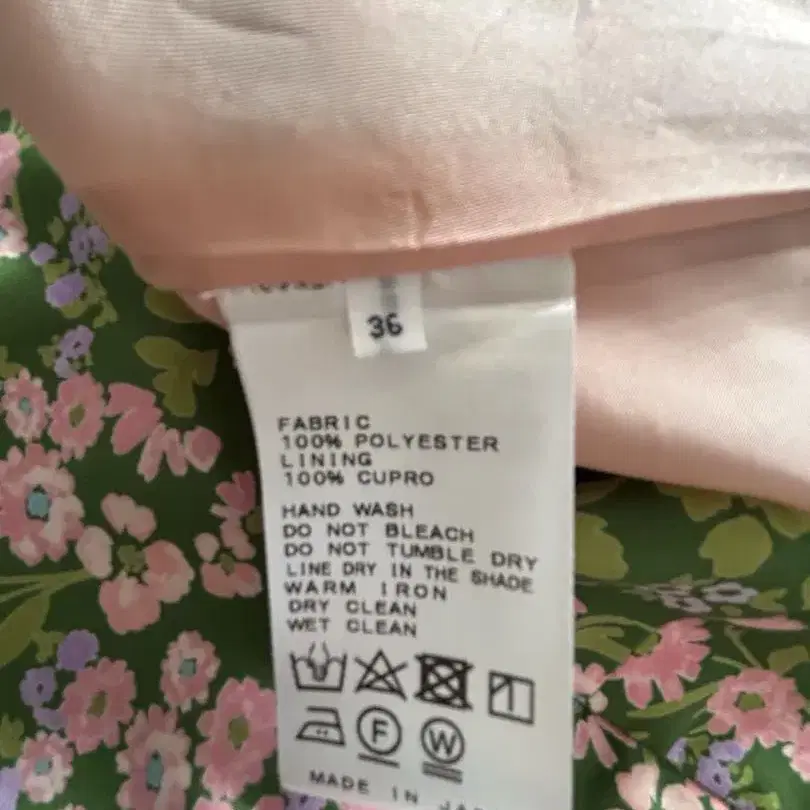 36
FABRIC
100% POLYESTER
LINING
100% CUPRO
HAND WASH
DO NOT BLEACH
DO NOT TUMBLE DRY
LINE DRY IN THE SHADE
WARM IRON
DRY CLEAN
WET CLEAN
F W
MADE IN